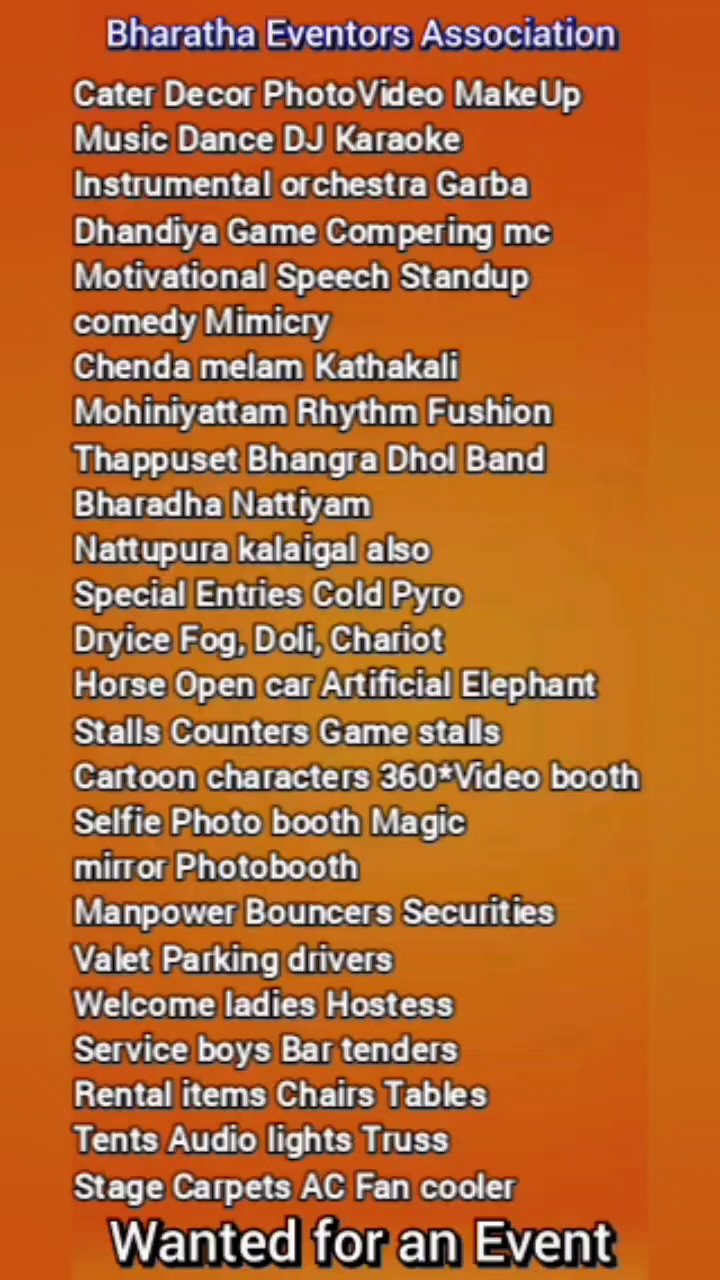 Bharatha Eventors Association
Cater Decor PhotoVideo MakeUp
Music Dance DJ Karaoke
Instrumental orchestra Garba
Dhandiya Game Compering mc
Motivational Speech Standup
comedy Mimicry
Chenda melam Kathakali
Mohiniyattam Rhythm Fushion
Thappuset Bhangra Dhol Band
Bharadha Nattiyam
Nattupura kalaigal also
Special Entries Cold Pyro
Dryice Fog, Doli, Chariot
Horse Open car Artificial Elephant
Stalls Counters Game stalls
Cartoon characters 360*Video booth
Selfie Photo booth Magic
mirror Photobooth
Manpower Bouncers Securities
Valet Parking drivers
Welcome ladies Hostess
Service boys Bar tenders
Rental items Chairs Tables
Tents Audio lights Truss
Stage Carpets AC Fan cooler
Wanted for an Event